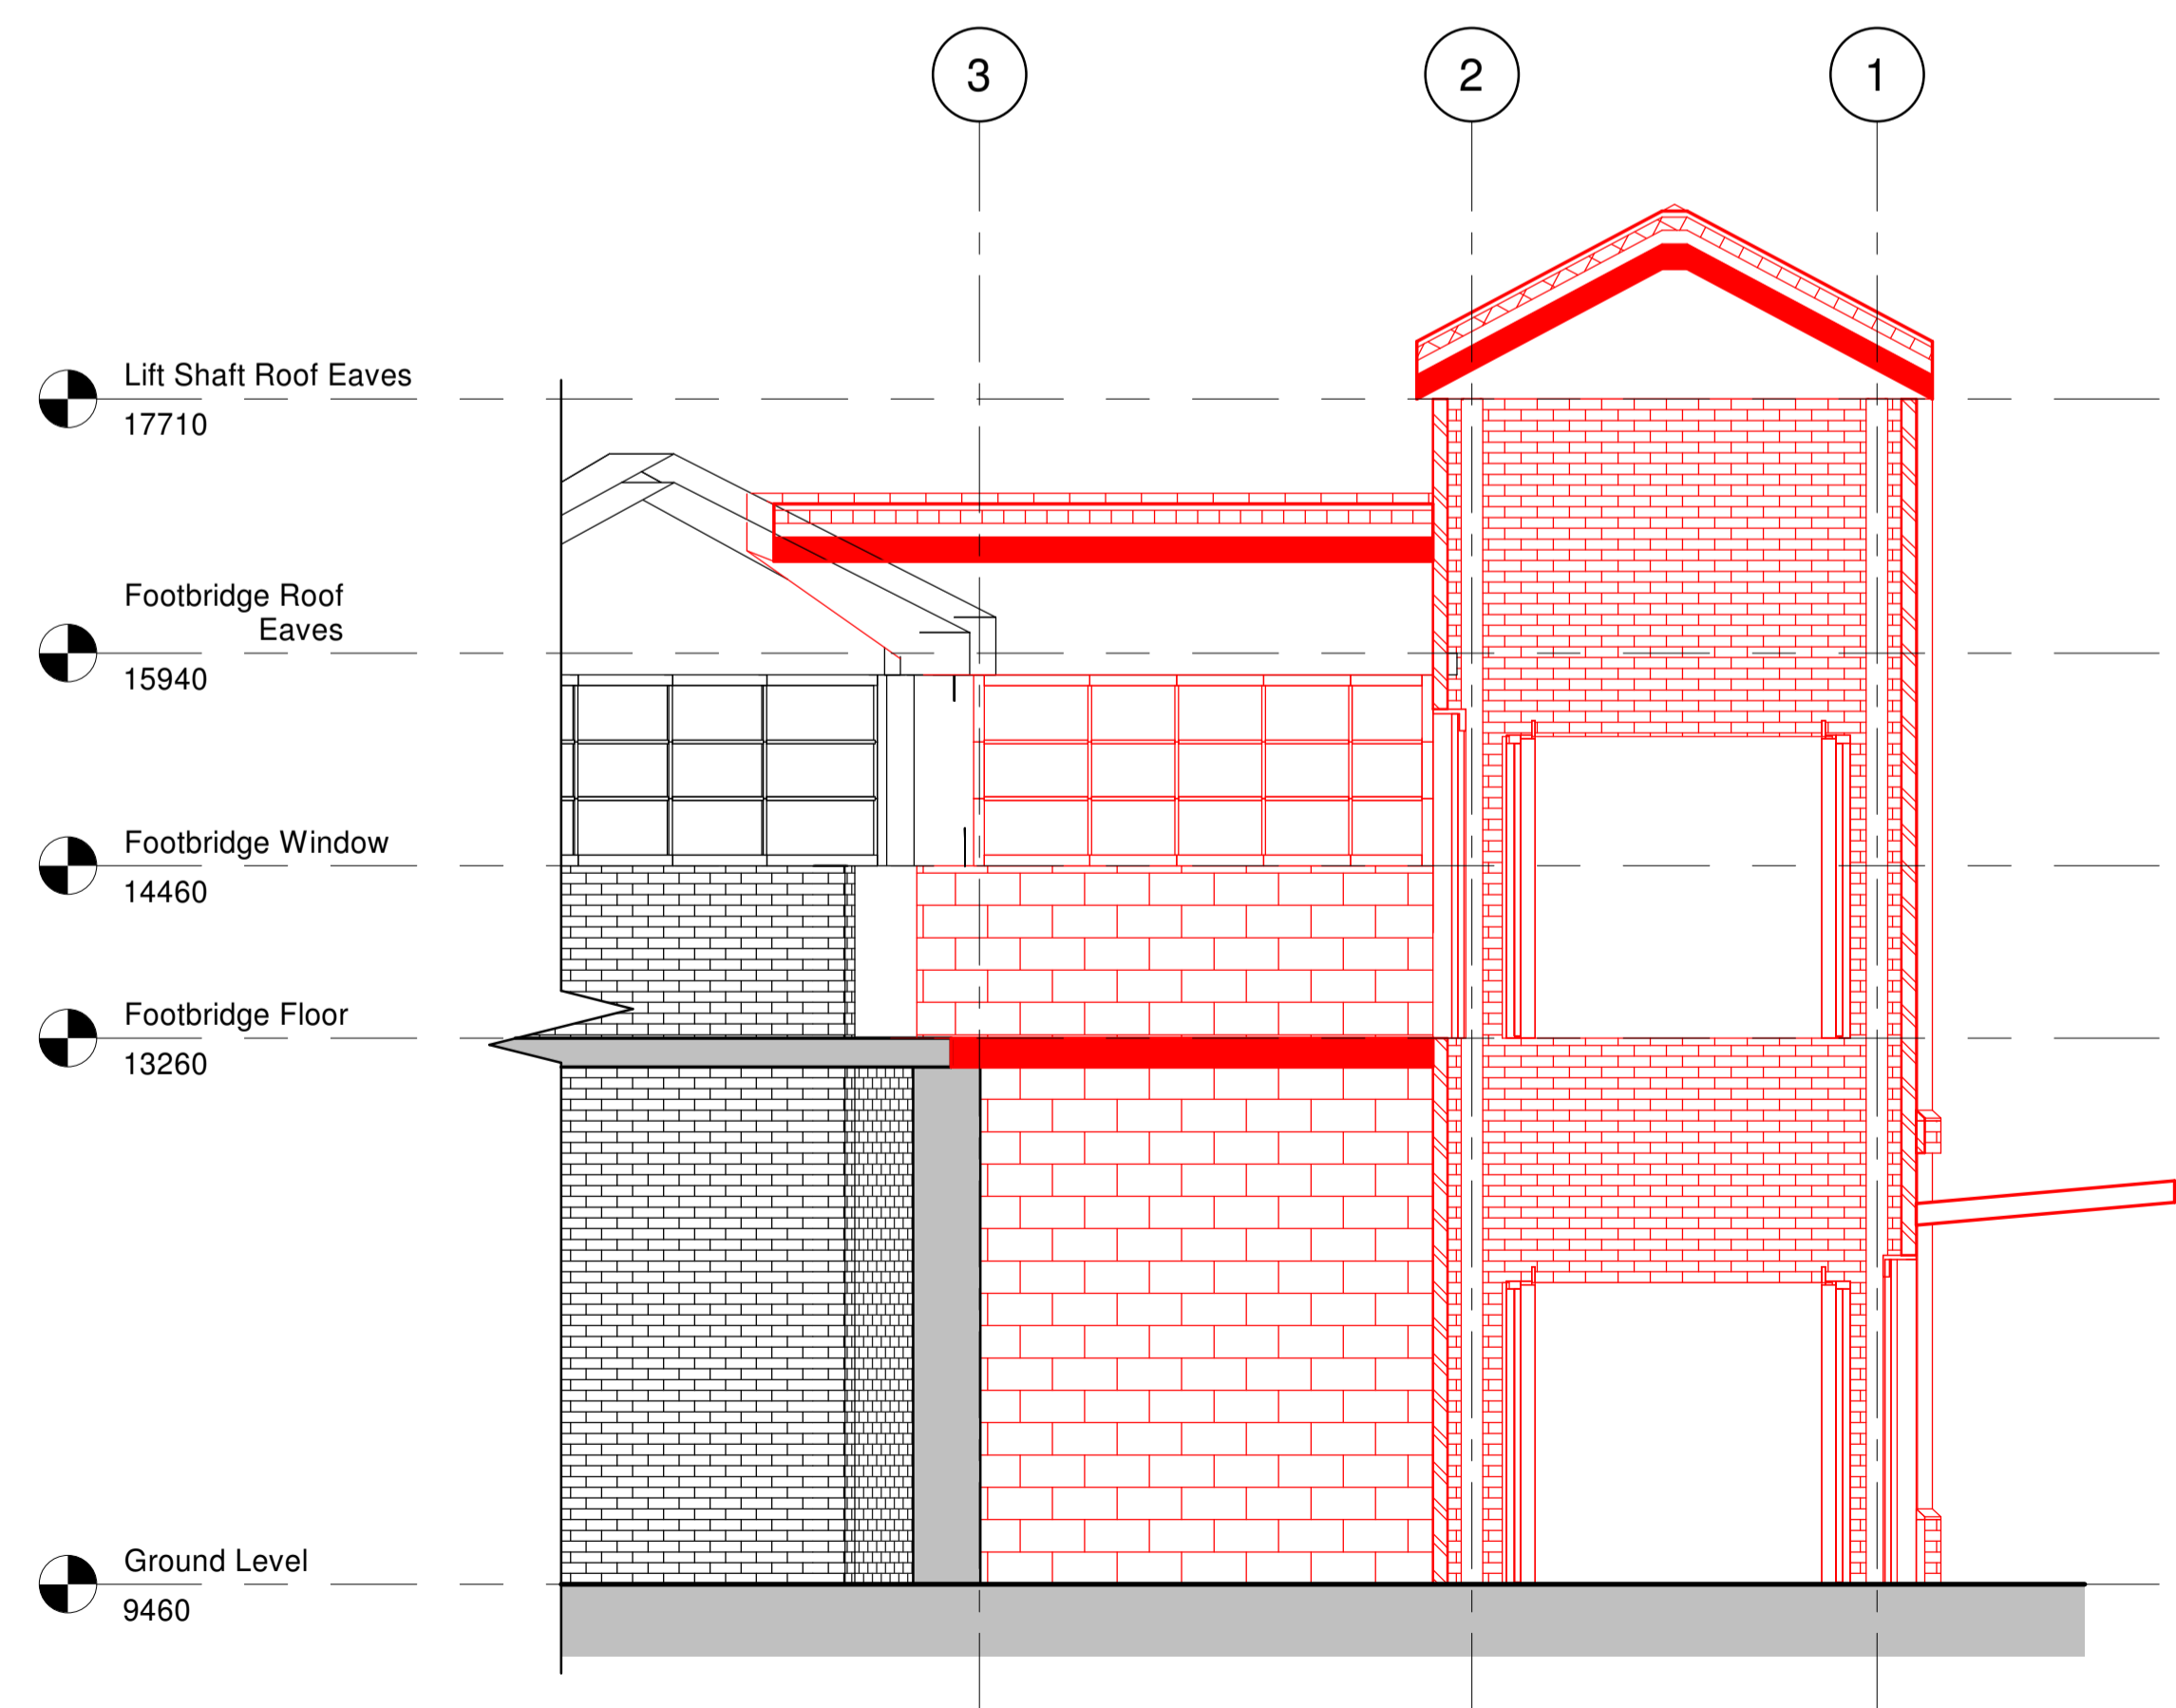 3 2 1
Lift Shaft Roof Eaves
17710
Footbridge Roof
Eaves
15940
Footbridge Window
14460
Footbridge Floor
13260
Ground Level
9460